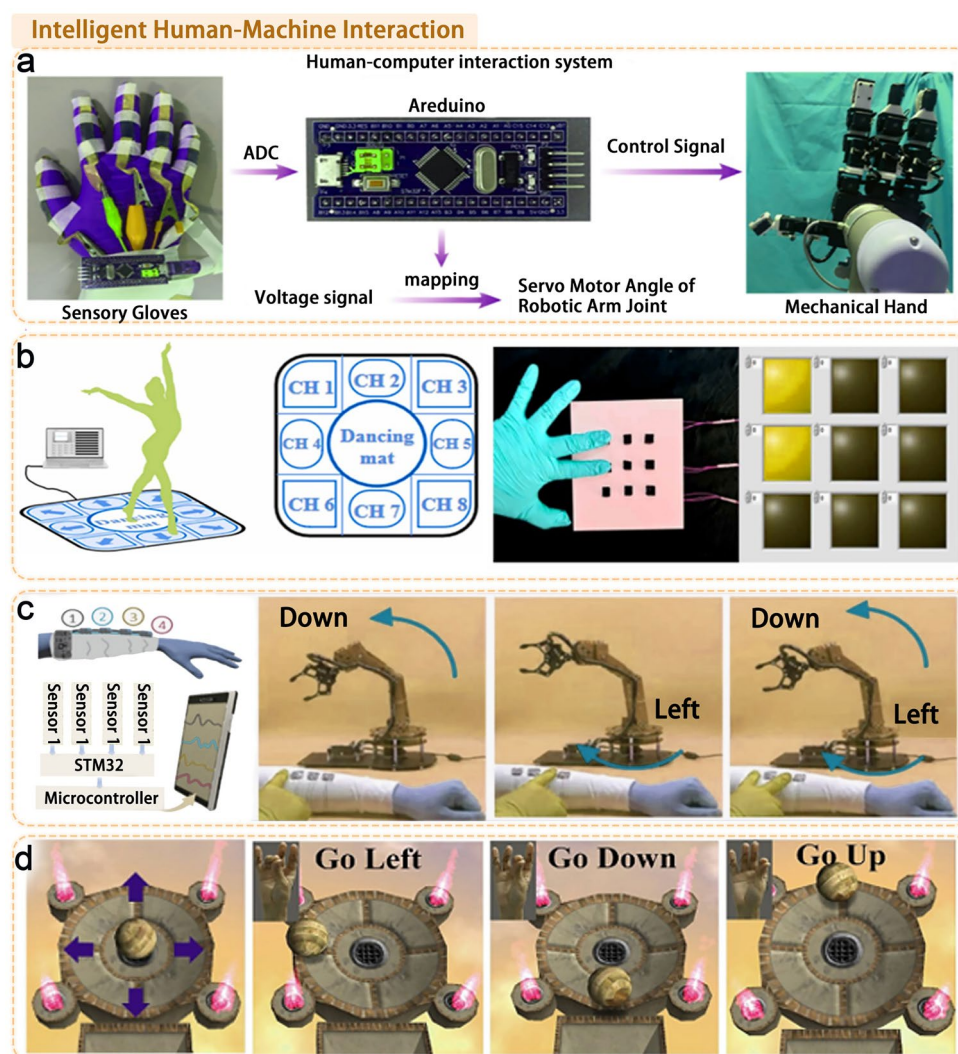 Intelligent Human-Machine Interaction
a
Human-computer interaction system
Areduino
ADC
Control Signal
mapping
Voltage signal
Servo Motor Angle of
Robotic Arm Joint
Sensory Gloves
Mechanical Hand
b
Dancing
mat
CH 1
CH 2
CH 3
CH 4
Dancing
mat
CH 5
CH 6
CH 7
CH 8
c
1
2
3
4
Sensor 1
Sensor 1
Sensor 1
Sensor 1
STM32
Microcontroller
Down
Left
Down
Left
d
Go Left
Go Down
Go Up